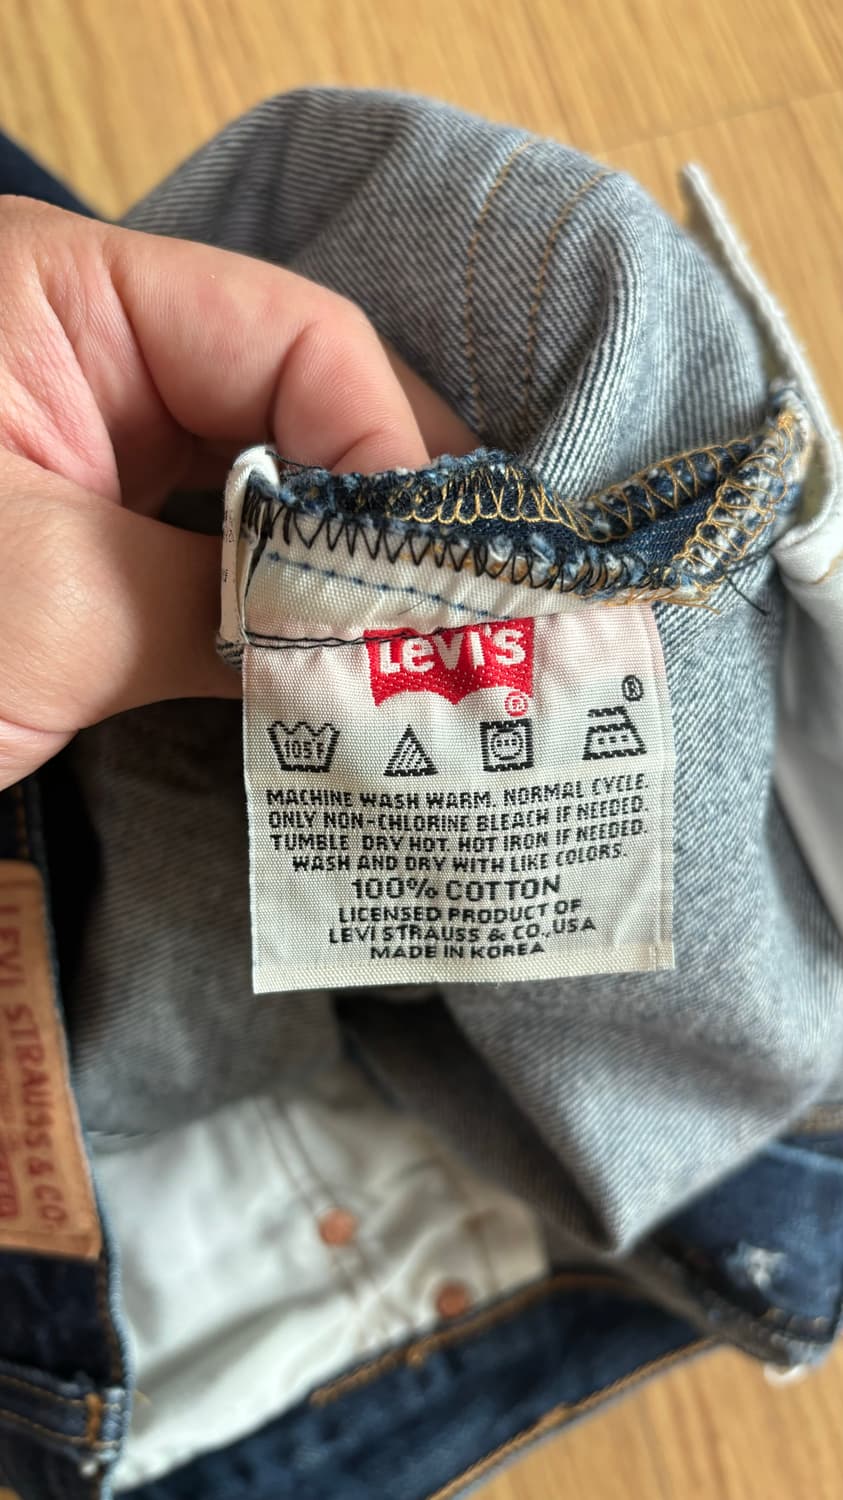 Levi's
®
®
105F
MACHINE WASH WARM. NORMAL CYCLE.
ONLY NON-CHLORINE BLEACH IF NEEDED.
TUMBLE DRY HOT. HOT IRON IF NEEDED.
WASH AND DRY WITH LIKE COLORS.
100% COTTON
LICENSED PRODUCT OF
LEVI STRAUSS & CO., USA
MADE IN KOREA
LEVI STRAUSS & CO.